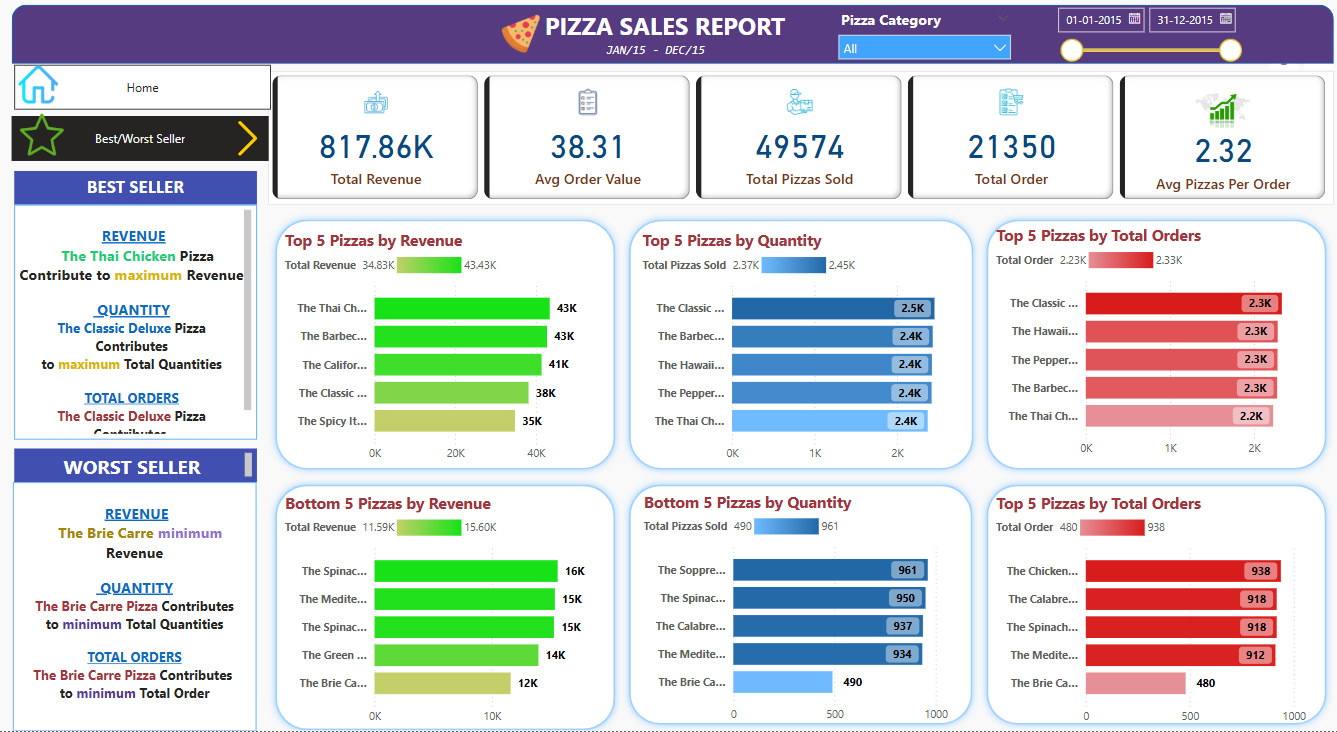 PIZZA SALES REPORT
JAN/15 - DEC/15
Pizza Category
All
01-01-2015
31-12-2015
Home
Best/Worst Seller
817.86K
Total Revenue
38.31
Avg Order Value
49574
Total Pizzas Sold
21350
Total Order
2.32
Avg Pizzas Per Order
BEST SELLER
REVENUE
The Thai Chicken Pizza
Contribute to maximum Revenue
QUANTITY
The Classic Deluxe Pizza
Contributes
to maximum Total Quantities
TOTAL ORDERS
The Classic Deluxe Pizza
Contributes
WORST SELLER
REVENUE
The Brie Carre minimum
Revenue
QUANTITY
The Brie Carre Pizza Contributes
to minimum Total Quantities
TOTAL ORDERS
The Brie Carre Pizza Contributes
to minimum Total Order
Top 5 Pizzas by Revenue
Total Revenue 34.83K 43.43K
The Thai Ch... 43K
The Barbec... 43K
The Califor... 41K
The Classic ... 38K
The Spicy It... 35K
0K 20K 40K
Top 5 Pizzas by Quantity
Total Pizzas Sold 2.37K 2.45K
The Classic ... 2.5K
The Barbec... 2.4K
The Hawaii... 2.4K
The Pepper... 2.4K
The Thai Ch... 2.4K
0K 1K 2K
Top 5 Pizzas by Total Orders
Total Order 2.23K 2.33K
The Classic ... 2.3K
The Hawaii... 2.3K
The Pepper... 2.3K
The Barbec... 2.3K
The Thai Ch... 2.2K
0K 1K 2K
Bottom 5 Pizzas by Revenue
Total Revenue 11.59K 15.60K
The Spinac... 16K
The Medite... 15K
The Spinac... 15K
The Green ... 14K
The Brie Ca... 12K
0K 10K
Bottom 5 Pizzas by Quantity
Total Pizzas Sold 490 961
The Soppre... 961
The Spinac... 950
The Calabre... 937
The Medite... 934
The Brie Ca... 490
0 500 1000
Top 5 Pizzas by Total Orders
Total Order 480 938
The Chicken... 938
The Calabre... 918
The Spinach... 918
The Medite... 912
The Brie Ca... 480
0 500 1000